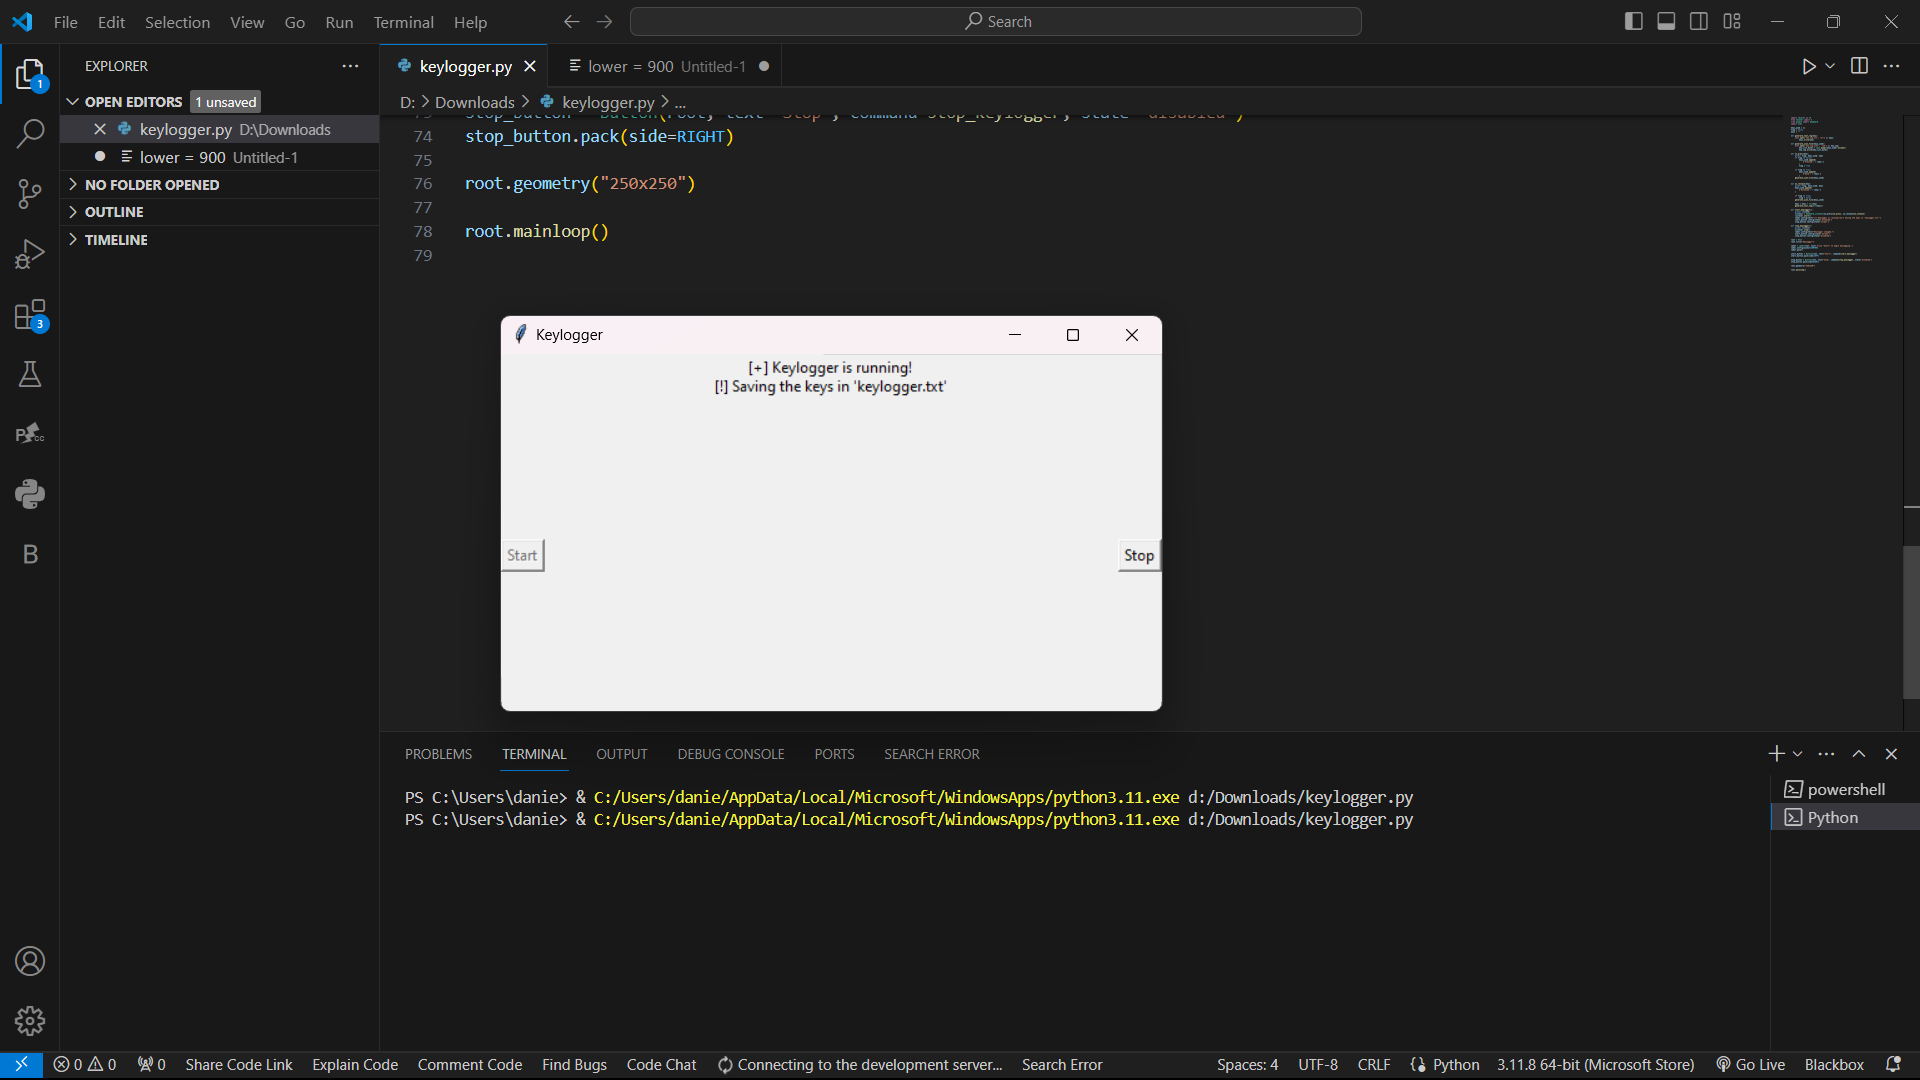 File Edit Selection View Go Run Terminal Help
Search
EXPLORER
OPEN EDITORS 1 unsaved
keylogger.py D:\Downloads
lower = 900 Untitled-1
NO FOLDER OPENED
OUTLINE
TIMELINE
1
3
B
keylogger.py
lower = 900 Untitled-1
D: > Downloads > keylogger.py > ...
74 stop_button.pack(side=RIGHT)
75
76 root.geometry("250x250")
77
78 root.mainloop()
79
Keylogger
[+] Keylogger is running!
[!] Saving the keys in 'keylogger.txt'
Start
Stop
PROBLEMS TERMINAL OUTPUT DEBUG CONSOLE PORTS SEARCH ERROR
PS C:\Users\danie> & C:/Users/danie/AppData/Local/Microsoft/WindowsApps/python3.11.exe d:/Downloads/keylogger.py
PS C:\Users\danie> & C:/Users/danie/AppData/Local/Microsoft/WindowsApps/python3.11.exe d:/Downloads/keylogger.py
powershell
Python
0 0 0 Share Code Link Explain Code Comment Code Find Bugs Code Chat Connecting to the development server... Search Error Spaces: 4 UTF-8 CRLF Python 3.11.8 64-bit (Microsoft Store) Go Live Blackbox